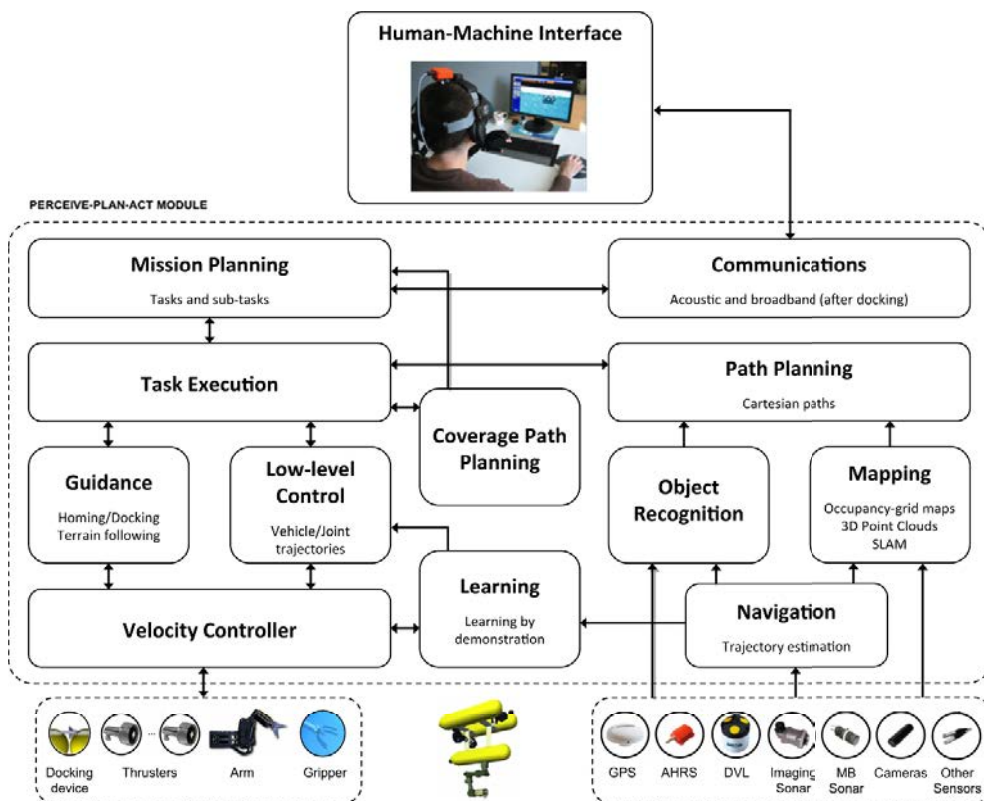 Human-Machine Interface
PERCEIVE-PLAN-ACT MODULE
Mission Planning
Tasks and sub-tasks
Communications
Acoustic and broadband (after docking)
Task Execution
Path Planning
Cartesian paths
Coverage Path
Planning
Guidance
Homing/Docking
Terrain following
Low-level
Control
Vehicle/Joint
trajectories
Object
Recognition
Mapping
Occupancy-grid maps
3D Point Clouds
SLAM
Learning
Learning by
demonstration
Velocity Controller
Navigation
Trajectory estimation
Docking
device
...
Thrusters
Arm
Gripper
GPS
AHRS
DVL
Imaging
Sonar
MB
Sonar
Cameras
Other
Sensors